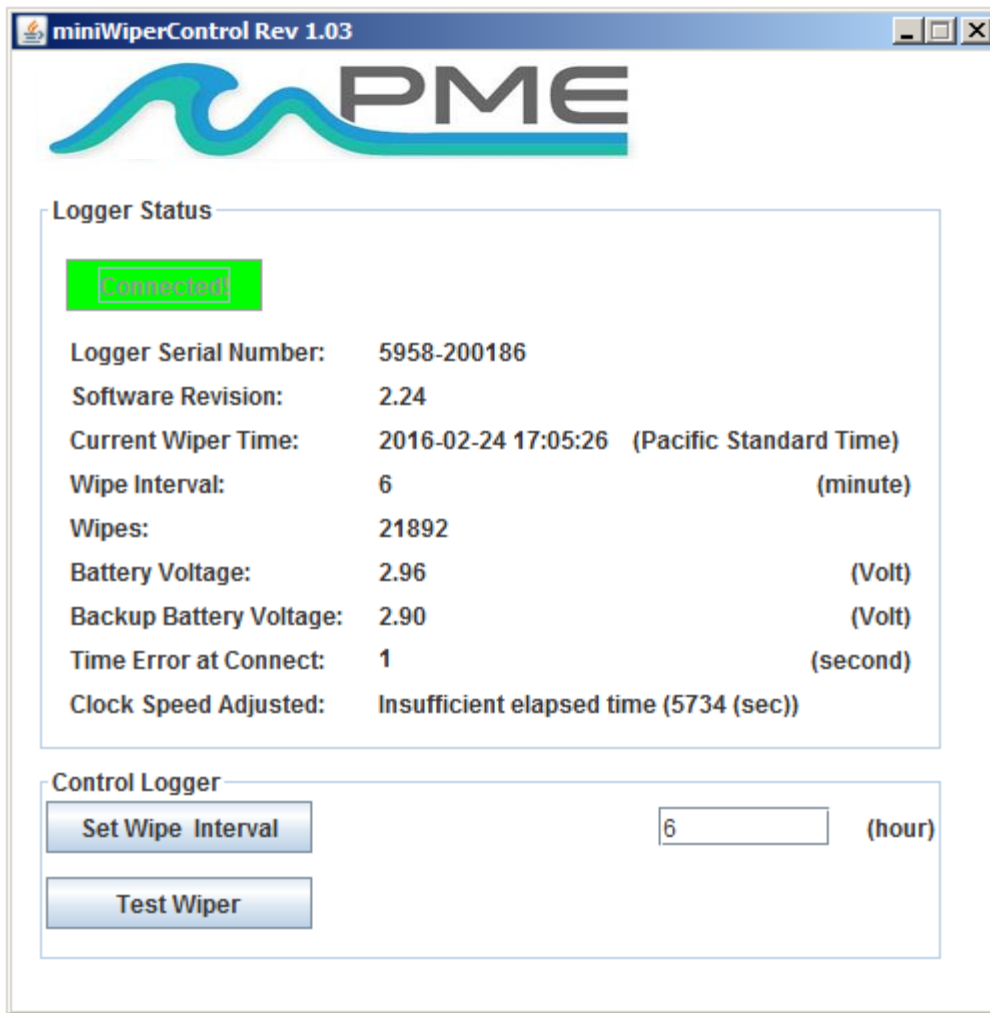 miniWiperControl Rev 1.03
PME
Logger Status
Connected!
Logger Serial Number: 5958-200186
Software Revision: 2.24
Current Wiper Time: 2016-02-24 17:05:26 (Pacific Standard Time)
Wipe Interval: 6 (minute)
Wipes: 21892
Battery Voltage: 2.96 (Volt)
Backup Battery Voltage: 2.90 (Volt)
Time Error at Connect: 1 (second)
Clock Speed Adjusted: Insufficient elapsed time (5734 (sec))
Control Logger
Set Wipe Interval 6 (hour)
Test Wiper